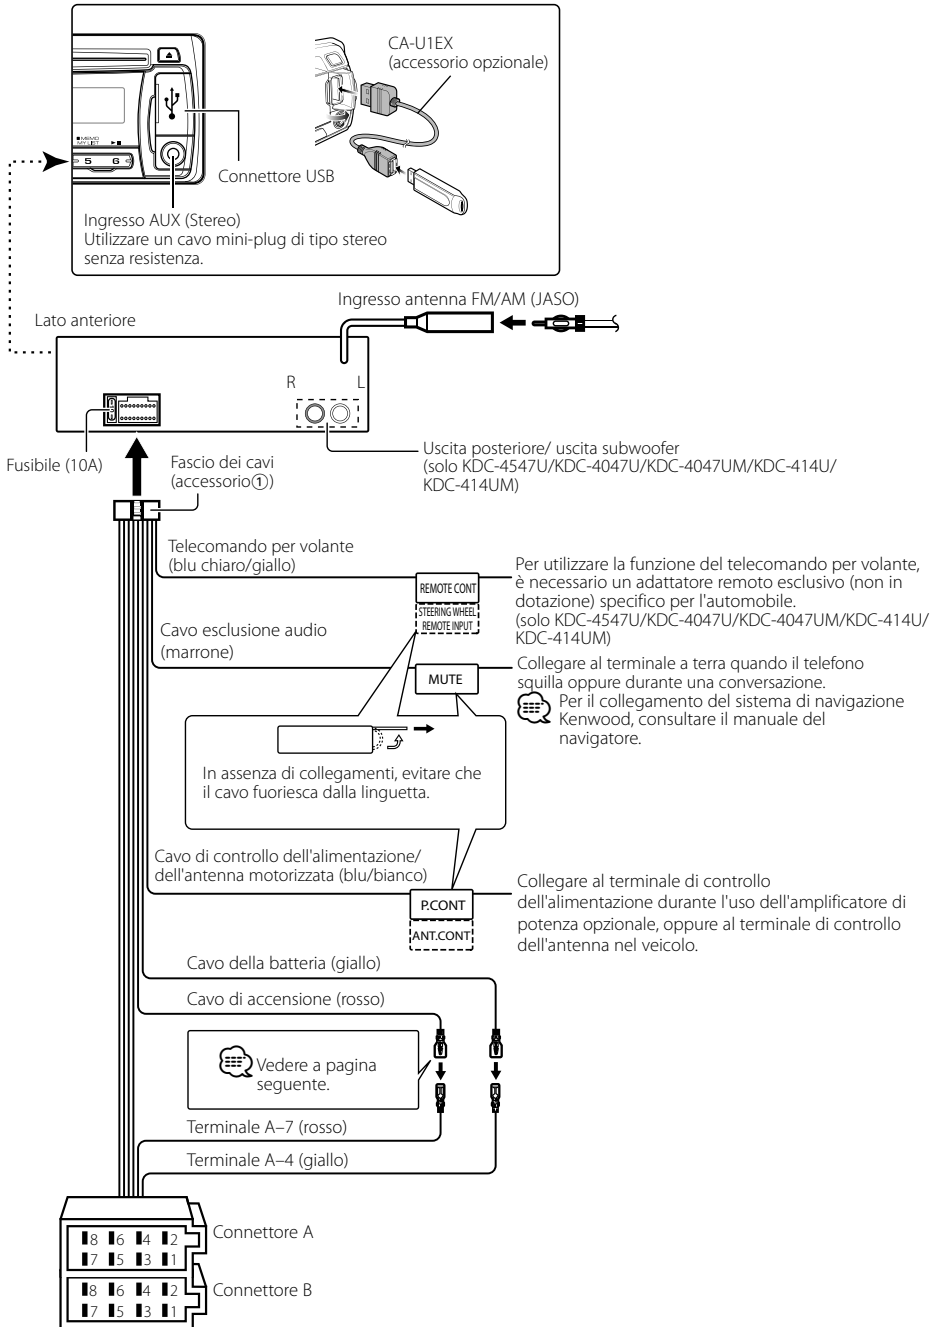 CA-U1EX
(accessorio opzionale)
■MEMO
MY LIST
5 6
Connettore USB
Ingresso AUX (Stereo)
Utilizzare un cavo mini-plug di tipo stereo
senza resistenza.
Ingresso antenna FM/AM (JASO)
Lato anteriore
R L
Fusibile (10A)
Fascio dei cavi
(accessorio①)
Uscita posteriore/ uscita subwoofer
(solo KDC-4547U/KDC-4047U/KDC-4047UM/KDC-414U/
KDC-414UM)
Telecomando per volante
(blu chiaro/giallo)
REMOTE CONT
STEERING WHEEL
REMOTE INPUT
Per utilizzare la funzione del telecomando per volante,
è necessario un adattatore remoto esclusivo (non in
dotazione) specifico per l'automobile.
(solo KDC-4547U/KDC-4047U/KDC-4047UM/KDC-414U/
KDC-414UM)
Cavo esclusione audio
(marrone)
MUTE
Collegare al terminale a terra quando il telefono
squilla oppure durante una conversazione.
Per il collegamento del sistema di navigazione
Kenwood, consultare il manuale del
navigatore.
In assenza di collegamenti, evitare che
il cavo fuoriesca dalla linguetta.
Cavo di controllo dell'alimentazione/
dell'antenna motorizzata (blu/bianco)
P.CONT
ANT.CONT
Collegare al terminale di controllo
dell'alimentazione durante l'uso dell'amplificatore di
potenza opzionale, oppure al terminale di controllo
dell'antenna nel veicolo.
Cavo della batteria (giallo)
Cavo di accensione (rosso)
Vedere a pagina
seguente.
Terminale A–7 (rosso)
Terminale A–4 (giallo)
8 6 4 2
7 5 3 1
Connettore A
8 6 4 2
7 5 3 1
Connettore B